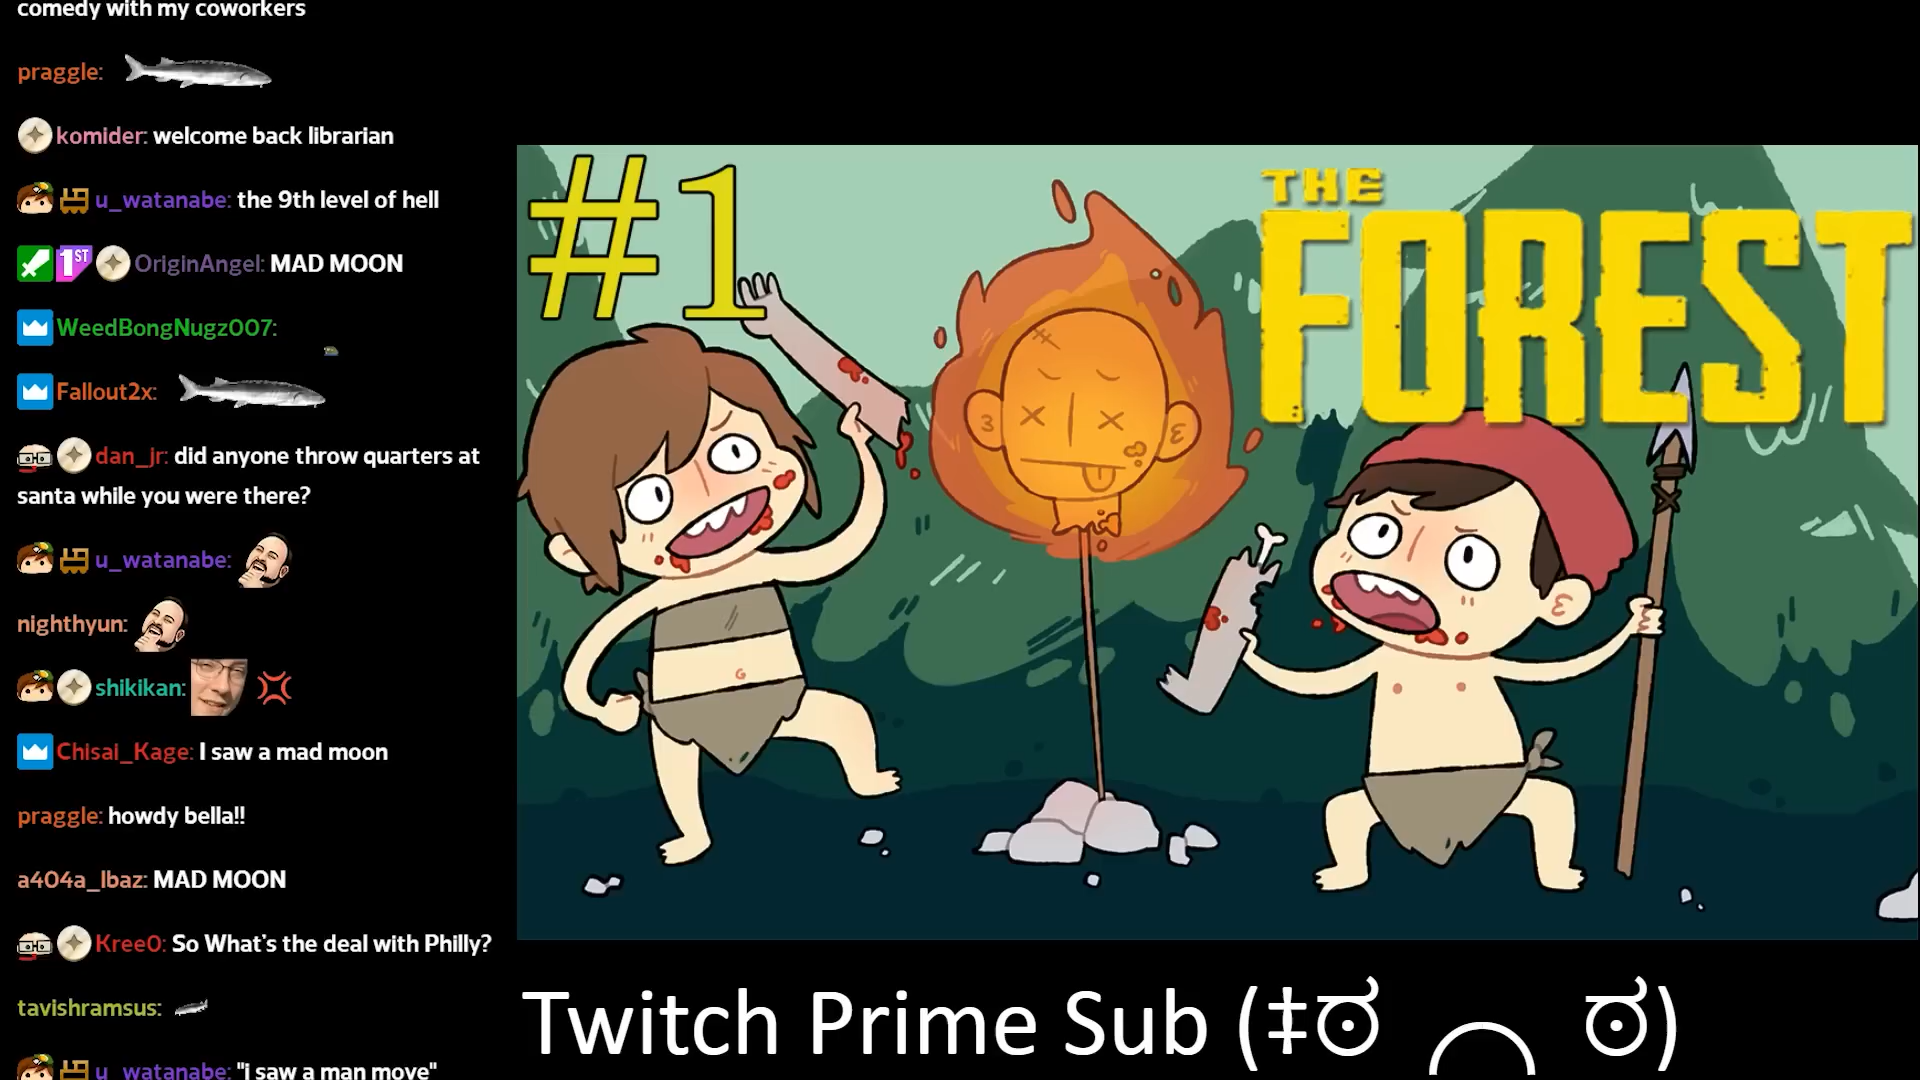 comedy with my coworkers
praggle:
komider: welcome back librarian
u_watanabe: the 9th level of hell
1ST OriginAngel: MAD MOON
WeedBongNugz007:
Fallout2x:
dan_jr: did anyone throw quarters at
santa while you were there?
u_watanabe:
nighthyun:
shikikan:
Chisai_Kage: I saw a mad moon
praggle: howdy bella!!
a404a_lbaz: MAD MOON
Kree0: So What's the deal with Philly?
tavishramsus:
u_watanabe: "i saw a man move"
#1
THE
FOREST
Twitch Prime Sub (‡ಠ ⁔ ಠ)